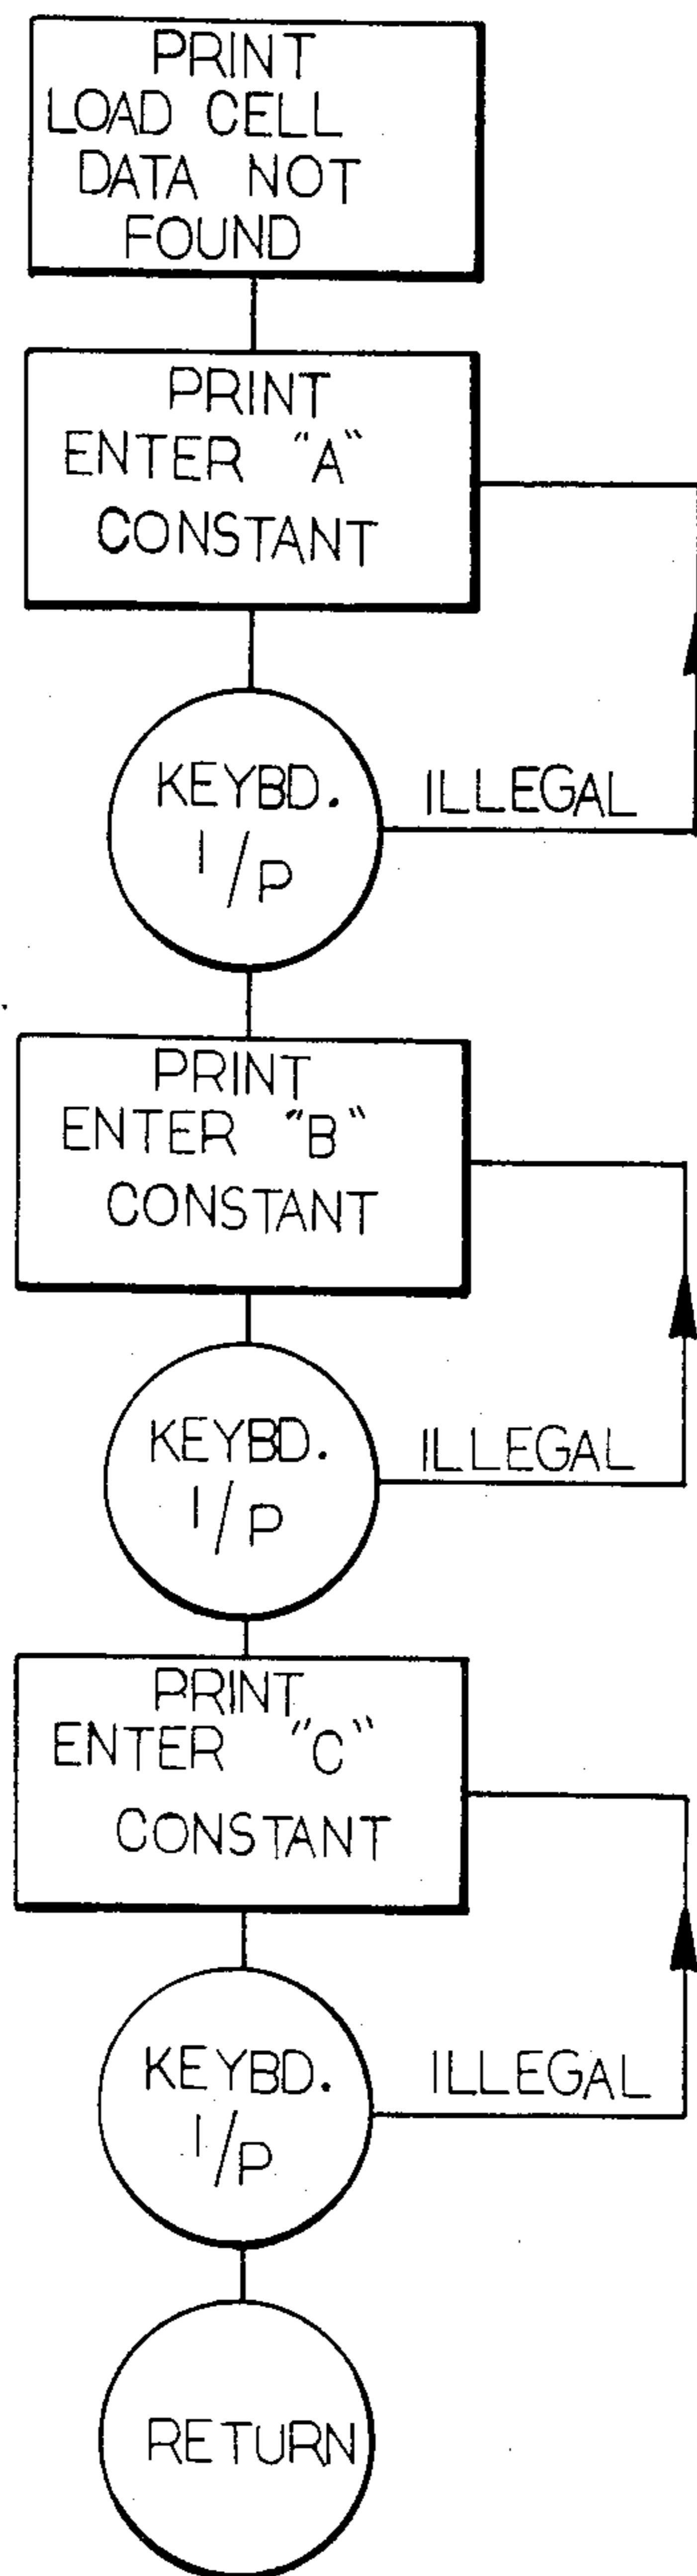 PRINT
LOAD CELL
DATA NOT
FOUND
PRINT
ENTER "A"
CONSTANT
KEYBD.
I/P
ILLEGAL
PRINT
ENTER "B"
CONSTANT
KEYBD.
I/P
ILLEGAL
PRINT
ENTER "C"
CONSTANT
KEYBD.
I/P
ILLEGAL
RETURN